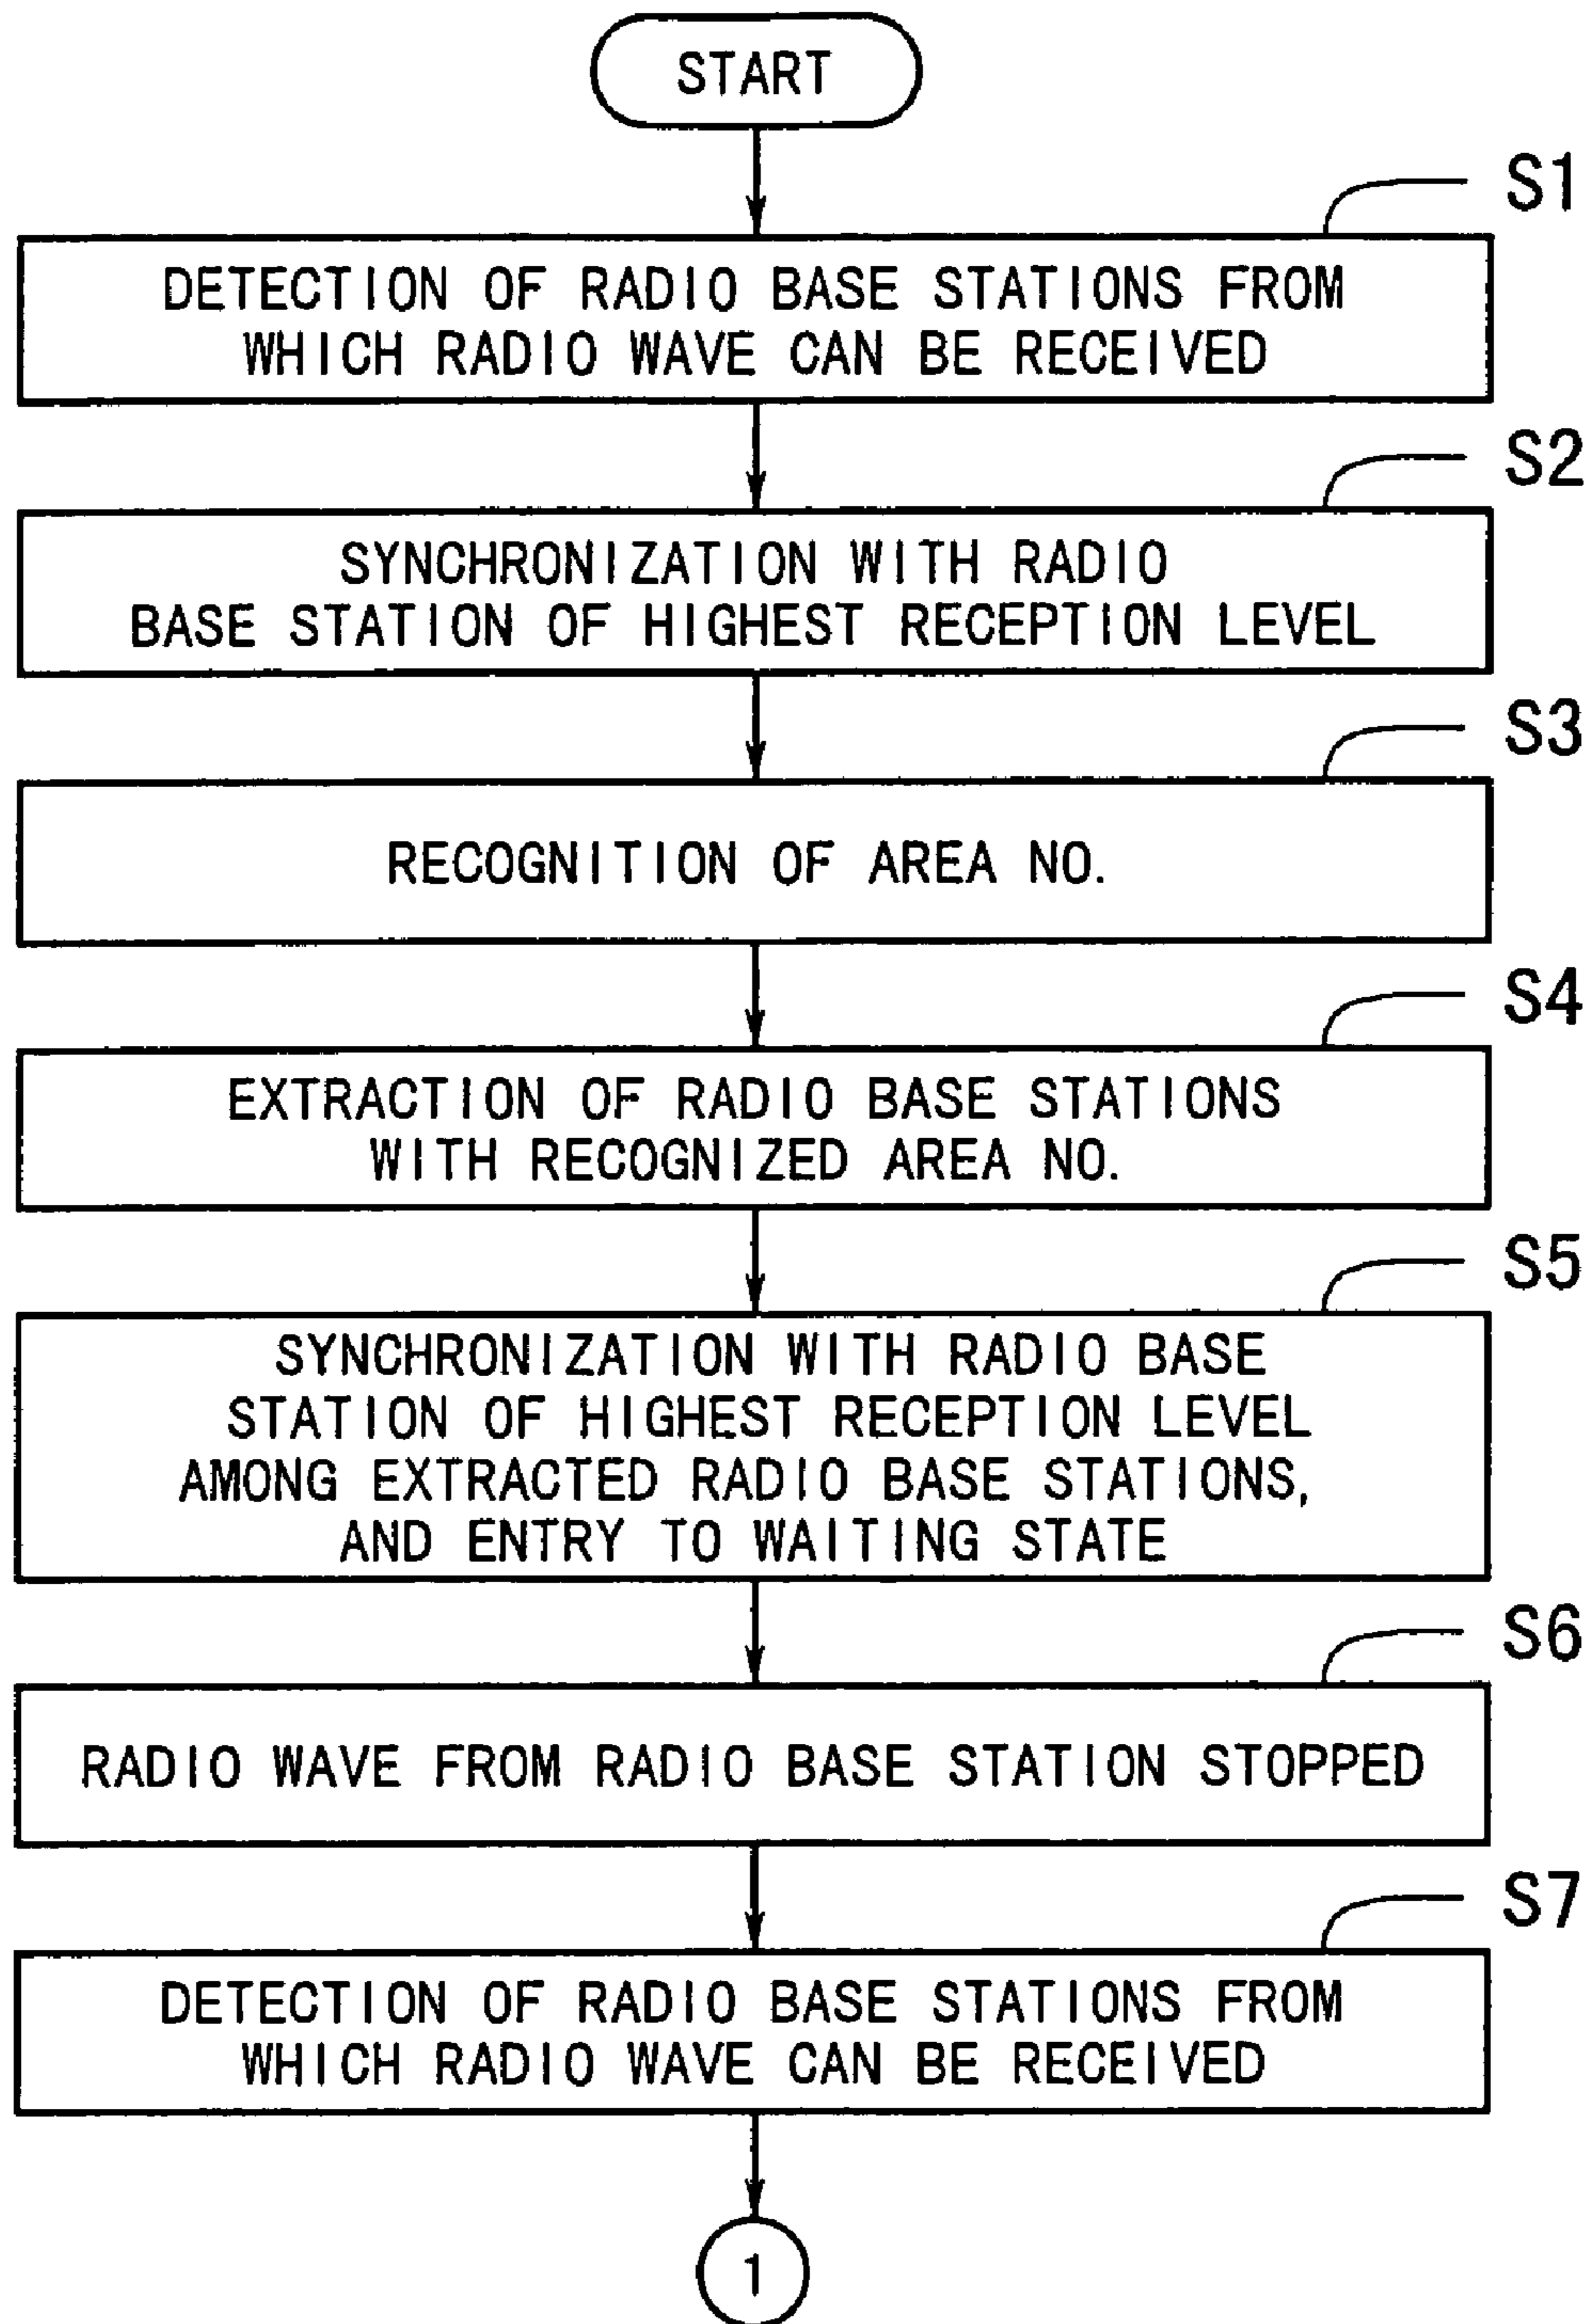 START
S1
DETECTION OF RADIO BASE STATIONS FROM
WHICH RADIO WAVE CAN BE RECEIVED
S2
SYNCHRONIZATION WITH RADIO
BASE STATION OF HIGHEST RECEPTION LEVEL
S3
RECOGNITION OF AREA NO.
S4
EXTRACTION OF RADIO BASE STATIONS
WITH RECOGNIZED AREA NO.
S5
SYNCHRONIZATION WITH RADIO BASE
STATION OF HIGHEST RECEPTION LEVEL
AMONG EXTRACTED RADIO BASE STATIONS,
AND ENTRY TO WAITING STATE
S6
RADIO WAVE FROM RADIO BASE STATION STOPPED
S7
DETECTION OF RADIO BASE STATIONS FROM
WHICH RADIO WAVE CAN BE RECEIVED
1